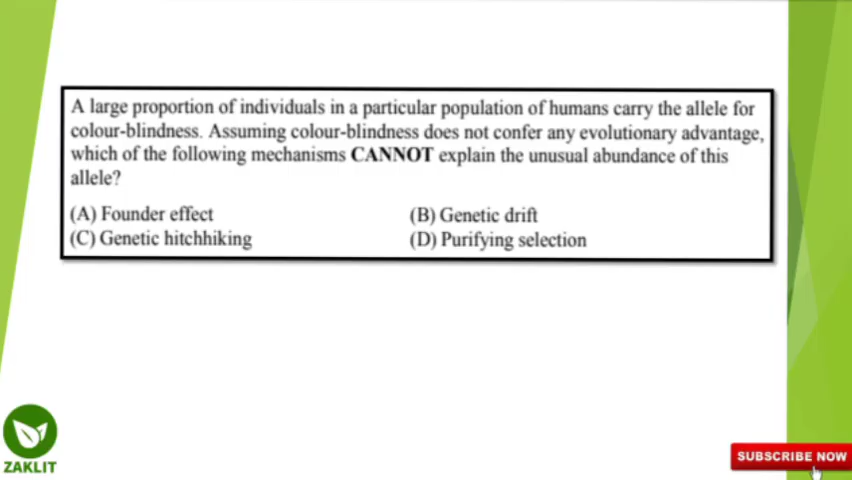 A large proportion of individuals in a particular population of humans carry the allele for
colour-blindness. Assuming colour-blindness does not confer any evolutionary advantage,
which of the following mechanisms CANNOT explain the unusual abundance of this
allele?
(A) Founder effect
(B) Genetic drift
(C) Genetic hitchhiking
(D) Purifying selection
ZAKLIT
SUBSCRIBE NOW